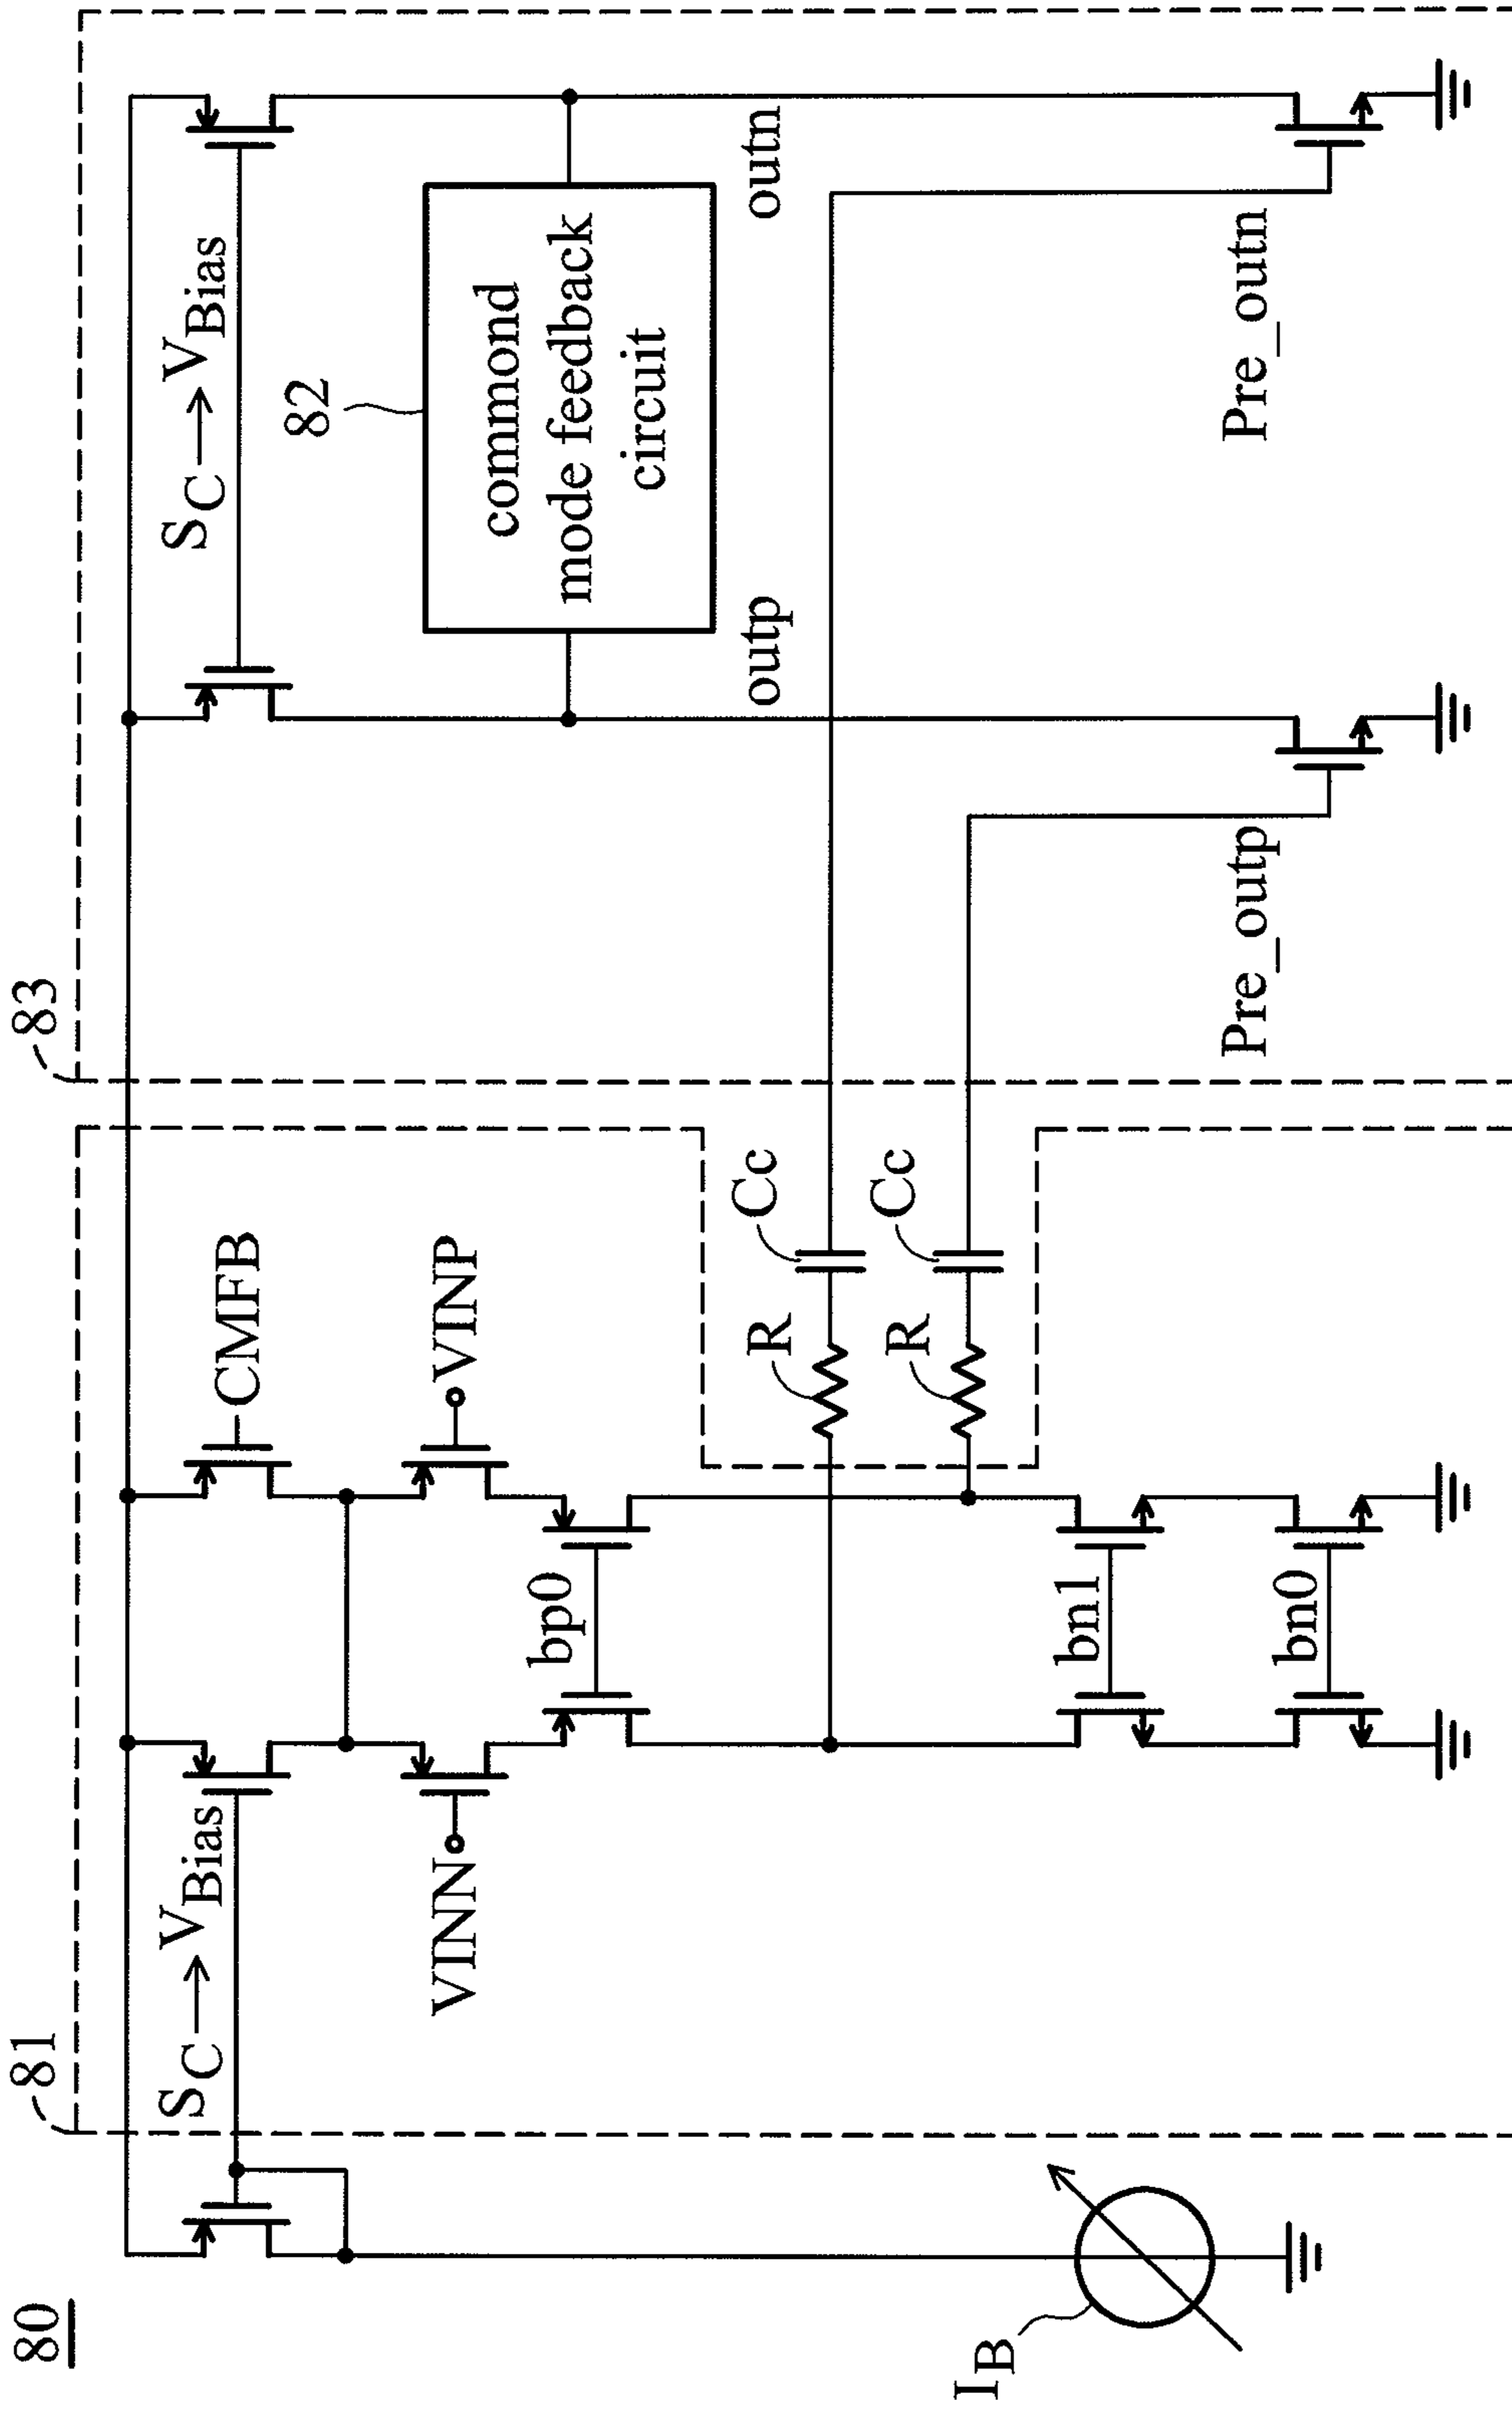 80
81
83
S_C→V_Bias
CMFB
S_C→V_Bias
82
commond
mode feedback
circuit
VINN
VINP
bp0
outp
outn
R
Cc
R
Cc
I_B
bn1
bn0
Pre_outp
Pre_outn